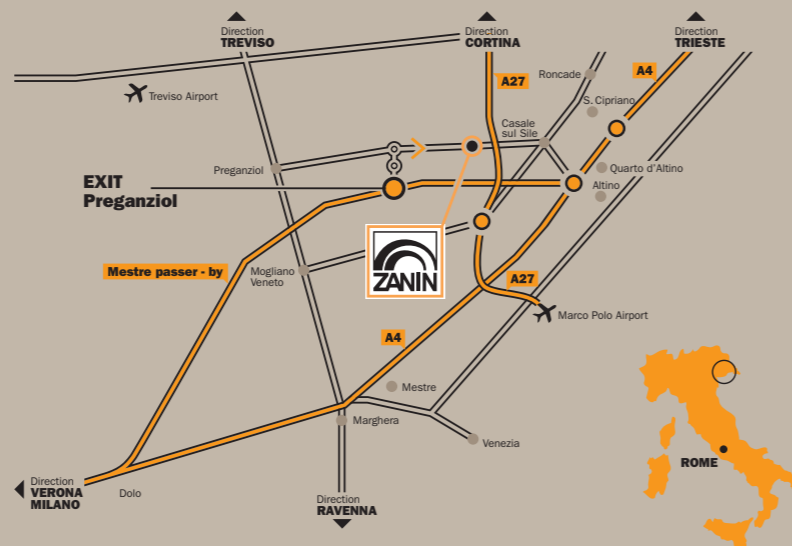 Direction
TREVISO
Direction
CORTINA
Direction
TRIESTE
A27
Roncade
A4
Treviso Airport
S. Cipriano
Casale
sul Sile
Preganziol
Quarto d'Altino
EXIT
Preganziol
Altino
ZANIN
Mestre passer - by
Mogliano
Veneto
A27
Marco Polo Airport
A4
Mestre
Marghera
Venezia
ROME
Direction
VERONA
MILANO
Dolo
Direction
RAVENNA